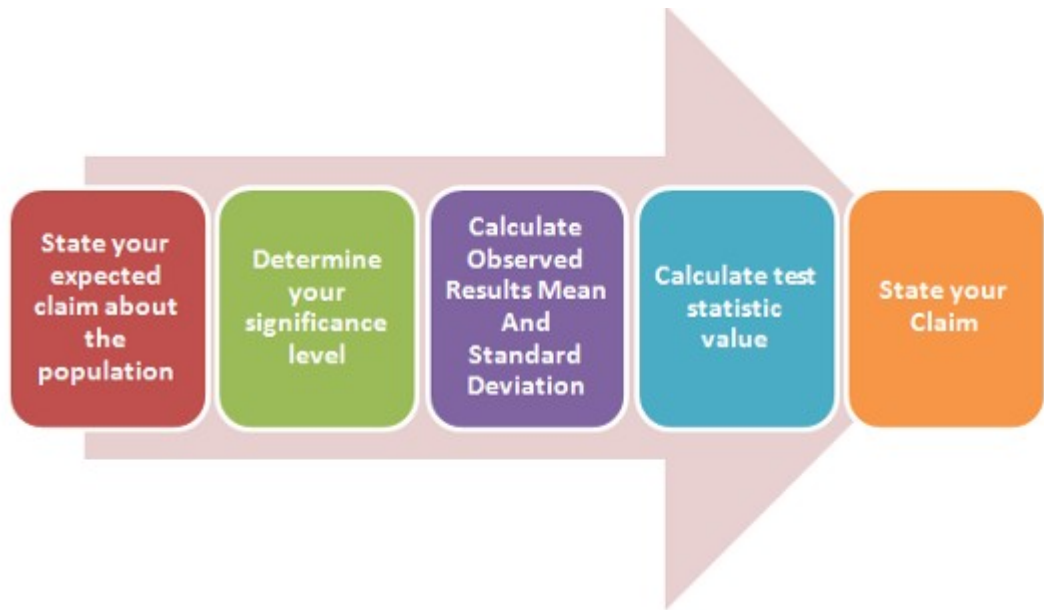 State your
expected
claim about
the
population
Determine
your
significance
level
Calculate
Observed
Results Mean
And
Standard
Deviation
Calculate test
statistic
value
State your
Claim